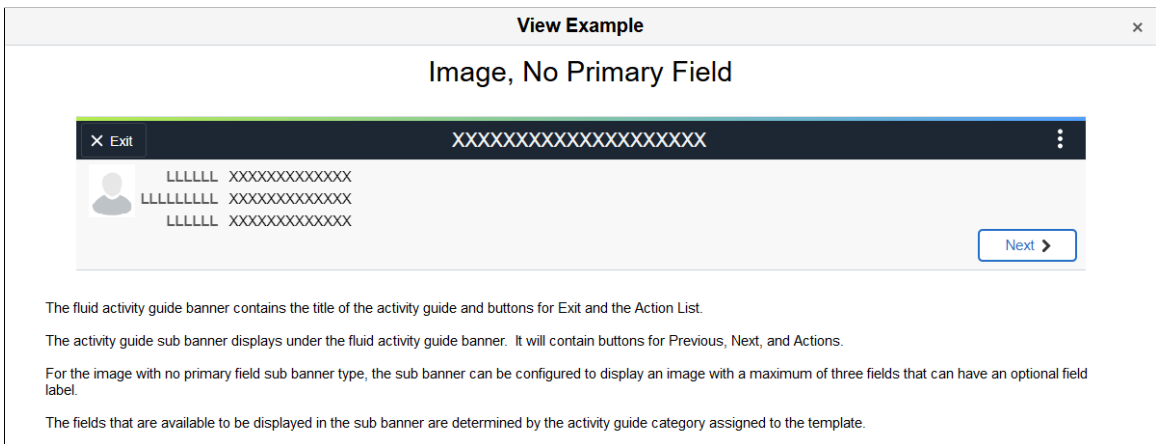 View Example
×
Image, No Primary Field
Exit
XXXXXXXXXXXXXXXXXXXX
LLLLLL XXXXXXXXXXXXX
LLLLLLLLL XXXXXXXXXXXXX
LLLLLL XXXXXXXXXXXXX
Next
The fluid activity guide banner contains the title of the activity guide and buttons for Exit and the Action List.
The activity guide sub banner displays under the fluid activity guide banner.  It will contain buttons for Previous, Next, and Actions.
For the image with no primary field sub banner type, the sub banner can be configured to display an image with a maximum of three fields that can have an optional field
label.
The fields that are available to be displayed in the sub banner are determined by the activity guide category assigned to the template.